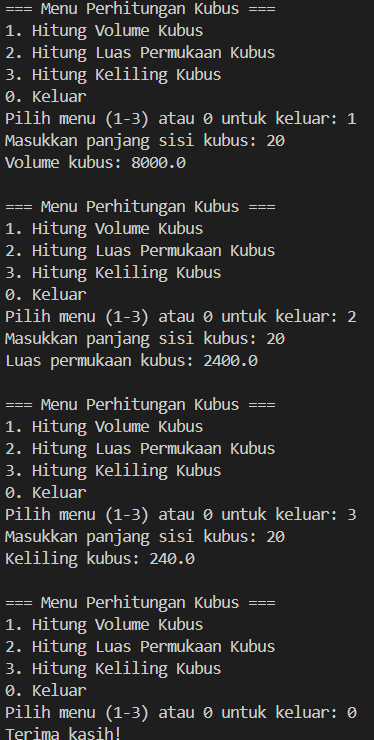 === Menu Perhitungan Kubus ===
1. Hitung Volume Kubus
2. Hitung Luas Permukaan Kubus
3. Hitung Keliling Kubus
0. Keluar
Pilih menu (1-3) atau 0 untuk keluar: 1
Masukkan panjang sisi kubus: 20
Volume kubus: 8000.0

=== Menu Perhitungan Kubus ===
1. Hitung Volume Kubus
2. Hitung Luas Permukaan Kubus
3. Hitung Keliling Kubus
0. Keluar
Pilih menu (1-3) atau 0 untuk keluar: 2
Masukkan panjang sisi kubus: 20
Luas permukaan kubus: 2400.0

=== Menu Perhitungan Kubus ===
1. Hitung Volume Kubus
2. Hitung Luas Permukaan Kubus
3. Hitung Keliling Kubus
0. Keluar
Pilih menu (1-3) atau 0 untuk keluar: 3
Masukkan panjang sisi kubus: 20
Keliling kubus: 240.0

=== Menu Perhitungan Kubus ===
1. Hitung Volume Kubus
2. Hitung Luas Permukaan Kubus
3. Hitung Keliling Kubus
0. Keluar
Pilih menu (1-3) atau 0 untuk keluar: 0
Terima kasih!